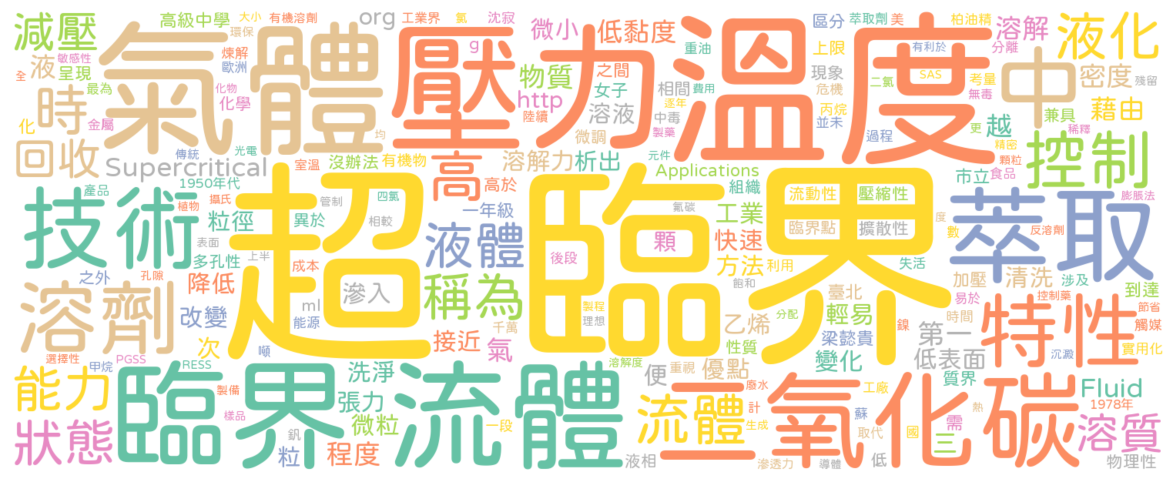 減壓
高級中學
環保
大小
有機溶劑
工業界
氫
沈寂
org
微小
低黏度
萃取劑
美
區分
柏油精
溶解
液化
敏感性
全
液
呈現
最為
煉解
歐洲
氣體
壓力
溫度
g
重油
上限
有利於
分離
物質
之間
女子
費用
相間
現象
危機
二氯
SAS
考量
無毒
中
密度
殘留
時
化物
化學
金屬
http
陸續
溶液
中毒
逐年
製藥
丙烷
並未
越
兼具
稀釋
藉由
化
均
微調
過程
更
精密
顆粒
食品
回收
傳統
光電
室溫
沒辦法
有機物
高
溶解力
析出
元件
Applications
控制
Supercritical
市立
膨脹法
產品
1950年代
攝氏
管制
四氯
高於
組織
流動性
壓縮性
技術
植物
粒徑
異於
相較
一年級
氟碳
工業
臨界點
擴散性
度
數
反溶劑
萃取
超
臨界
表面
上半
液體
後段
顆
快速
方法
利用
失活
之外
孔隙
多孔性
成本
滲入
飽和
臺北
加壓
清洗
涉及
到達
溶劑
降低
ml
能源
稱為
製程
理想
分配
易於
控制藥
節省
改變
次
噸
接近
千萬
氣
乙烯
梁懿貴
輕易
時間
第一
鎳
觸媒
特性
選擇性
甲烷
PGSS
RESS
洗淨
溶解度
重視
性質
優點
便
變化
低表面
沉澱
實用化
能力
製備
張力
質界
Fluid
1978年
臨界流體
流體
廢水
計
工廠
蘇
熱
需
二氧化碳
狀態
樣品
釩
粒
微粒
程度
一段
液相
生成
滲透力
導體
取代
國
低
三
溶質
物理性